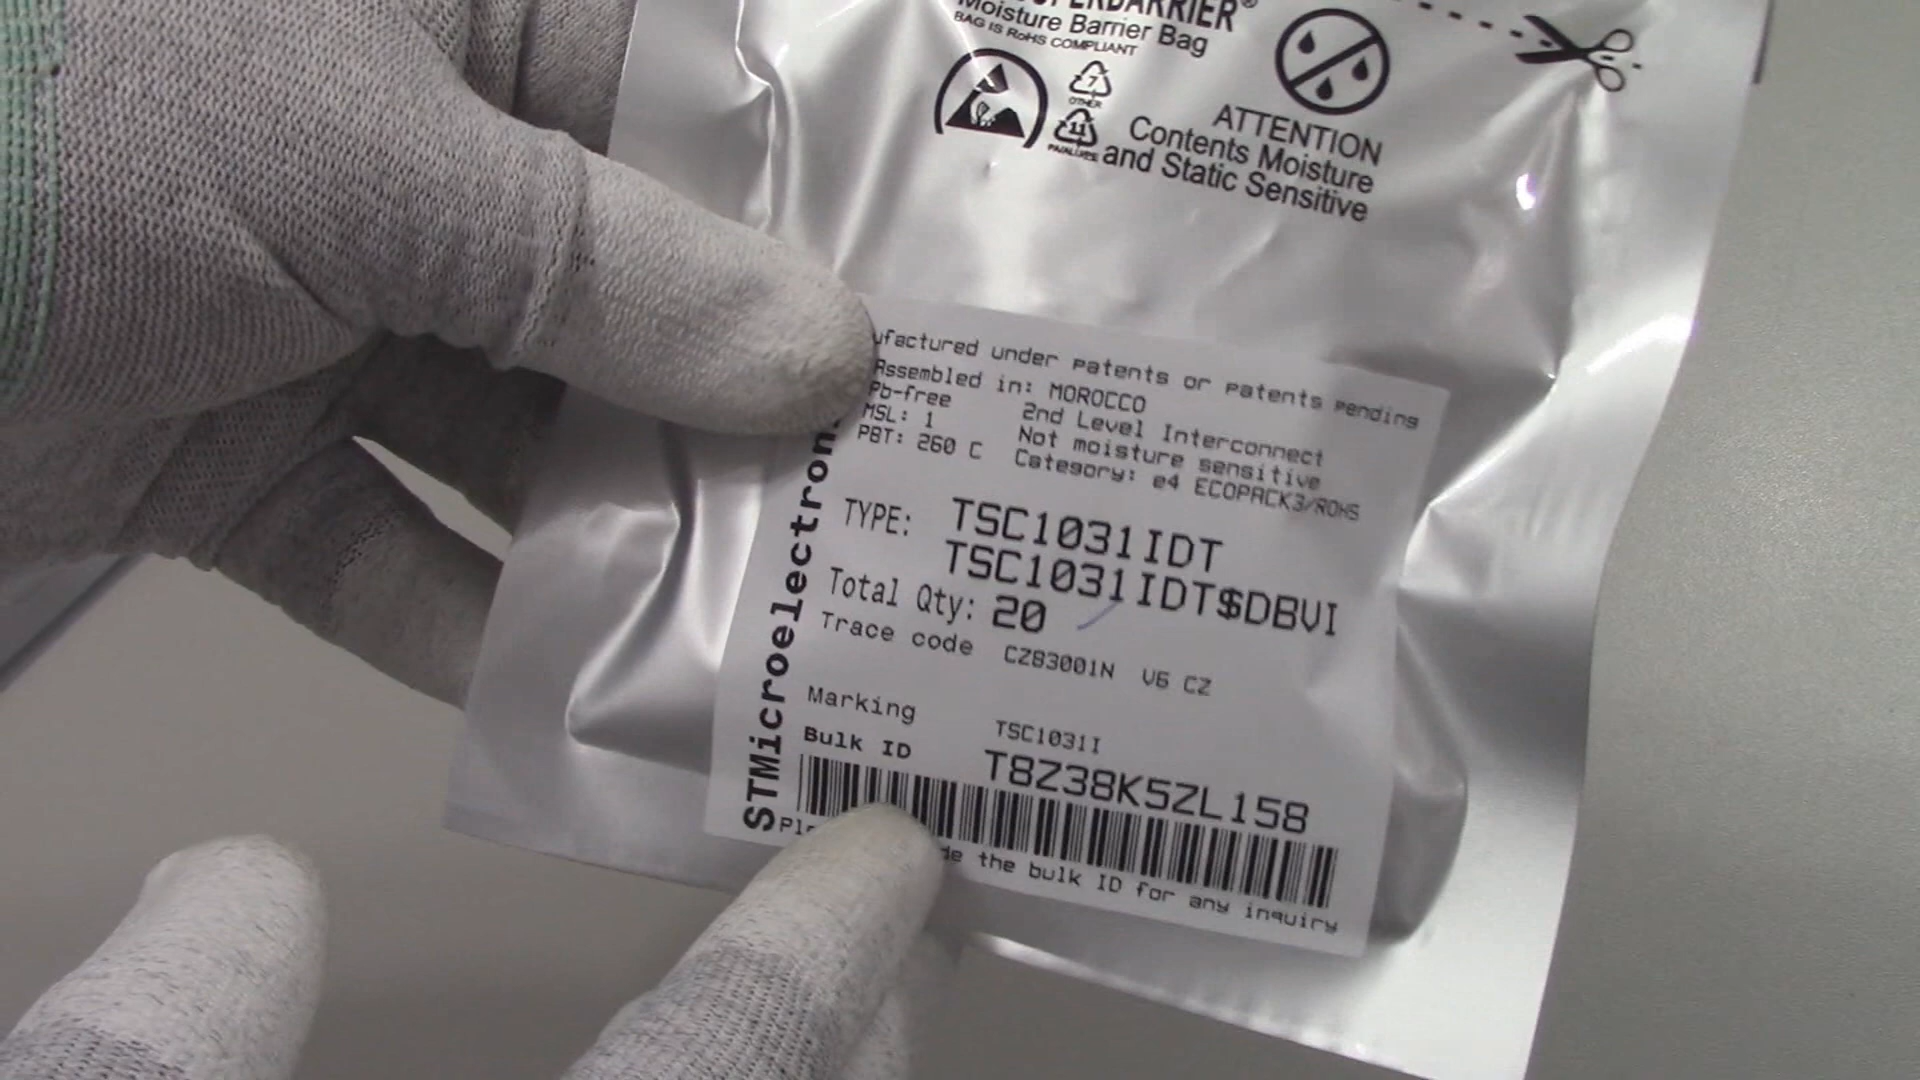 Moisture Barrier Bag
BAG IS RoHS COMPLIANT
7
OTHER
ATTENTION
Contents Moisture
and Static Sensitive
ufactured under patents or patents pending
Assembled in: MOROCCO
Pb-free 2nd Level Interconnect
MSL: 1 Not moisture sensitive
PBT: 260 C Category: e4 ECOPACK3/ROHS
TYPE: TSC1031IDT
TSC1031IDT$DBVI
Total Qty: 20
Trace code CZ83001N V6 CZ
Marking TSC1031I
Bulk ID T8Z38K5ZL158
de the bulk ID for any inquiry
STMicroelectron